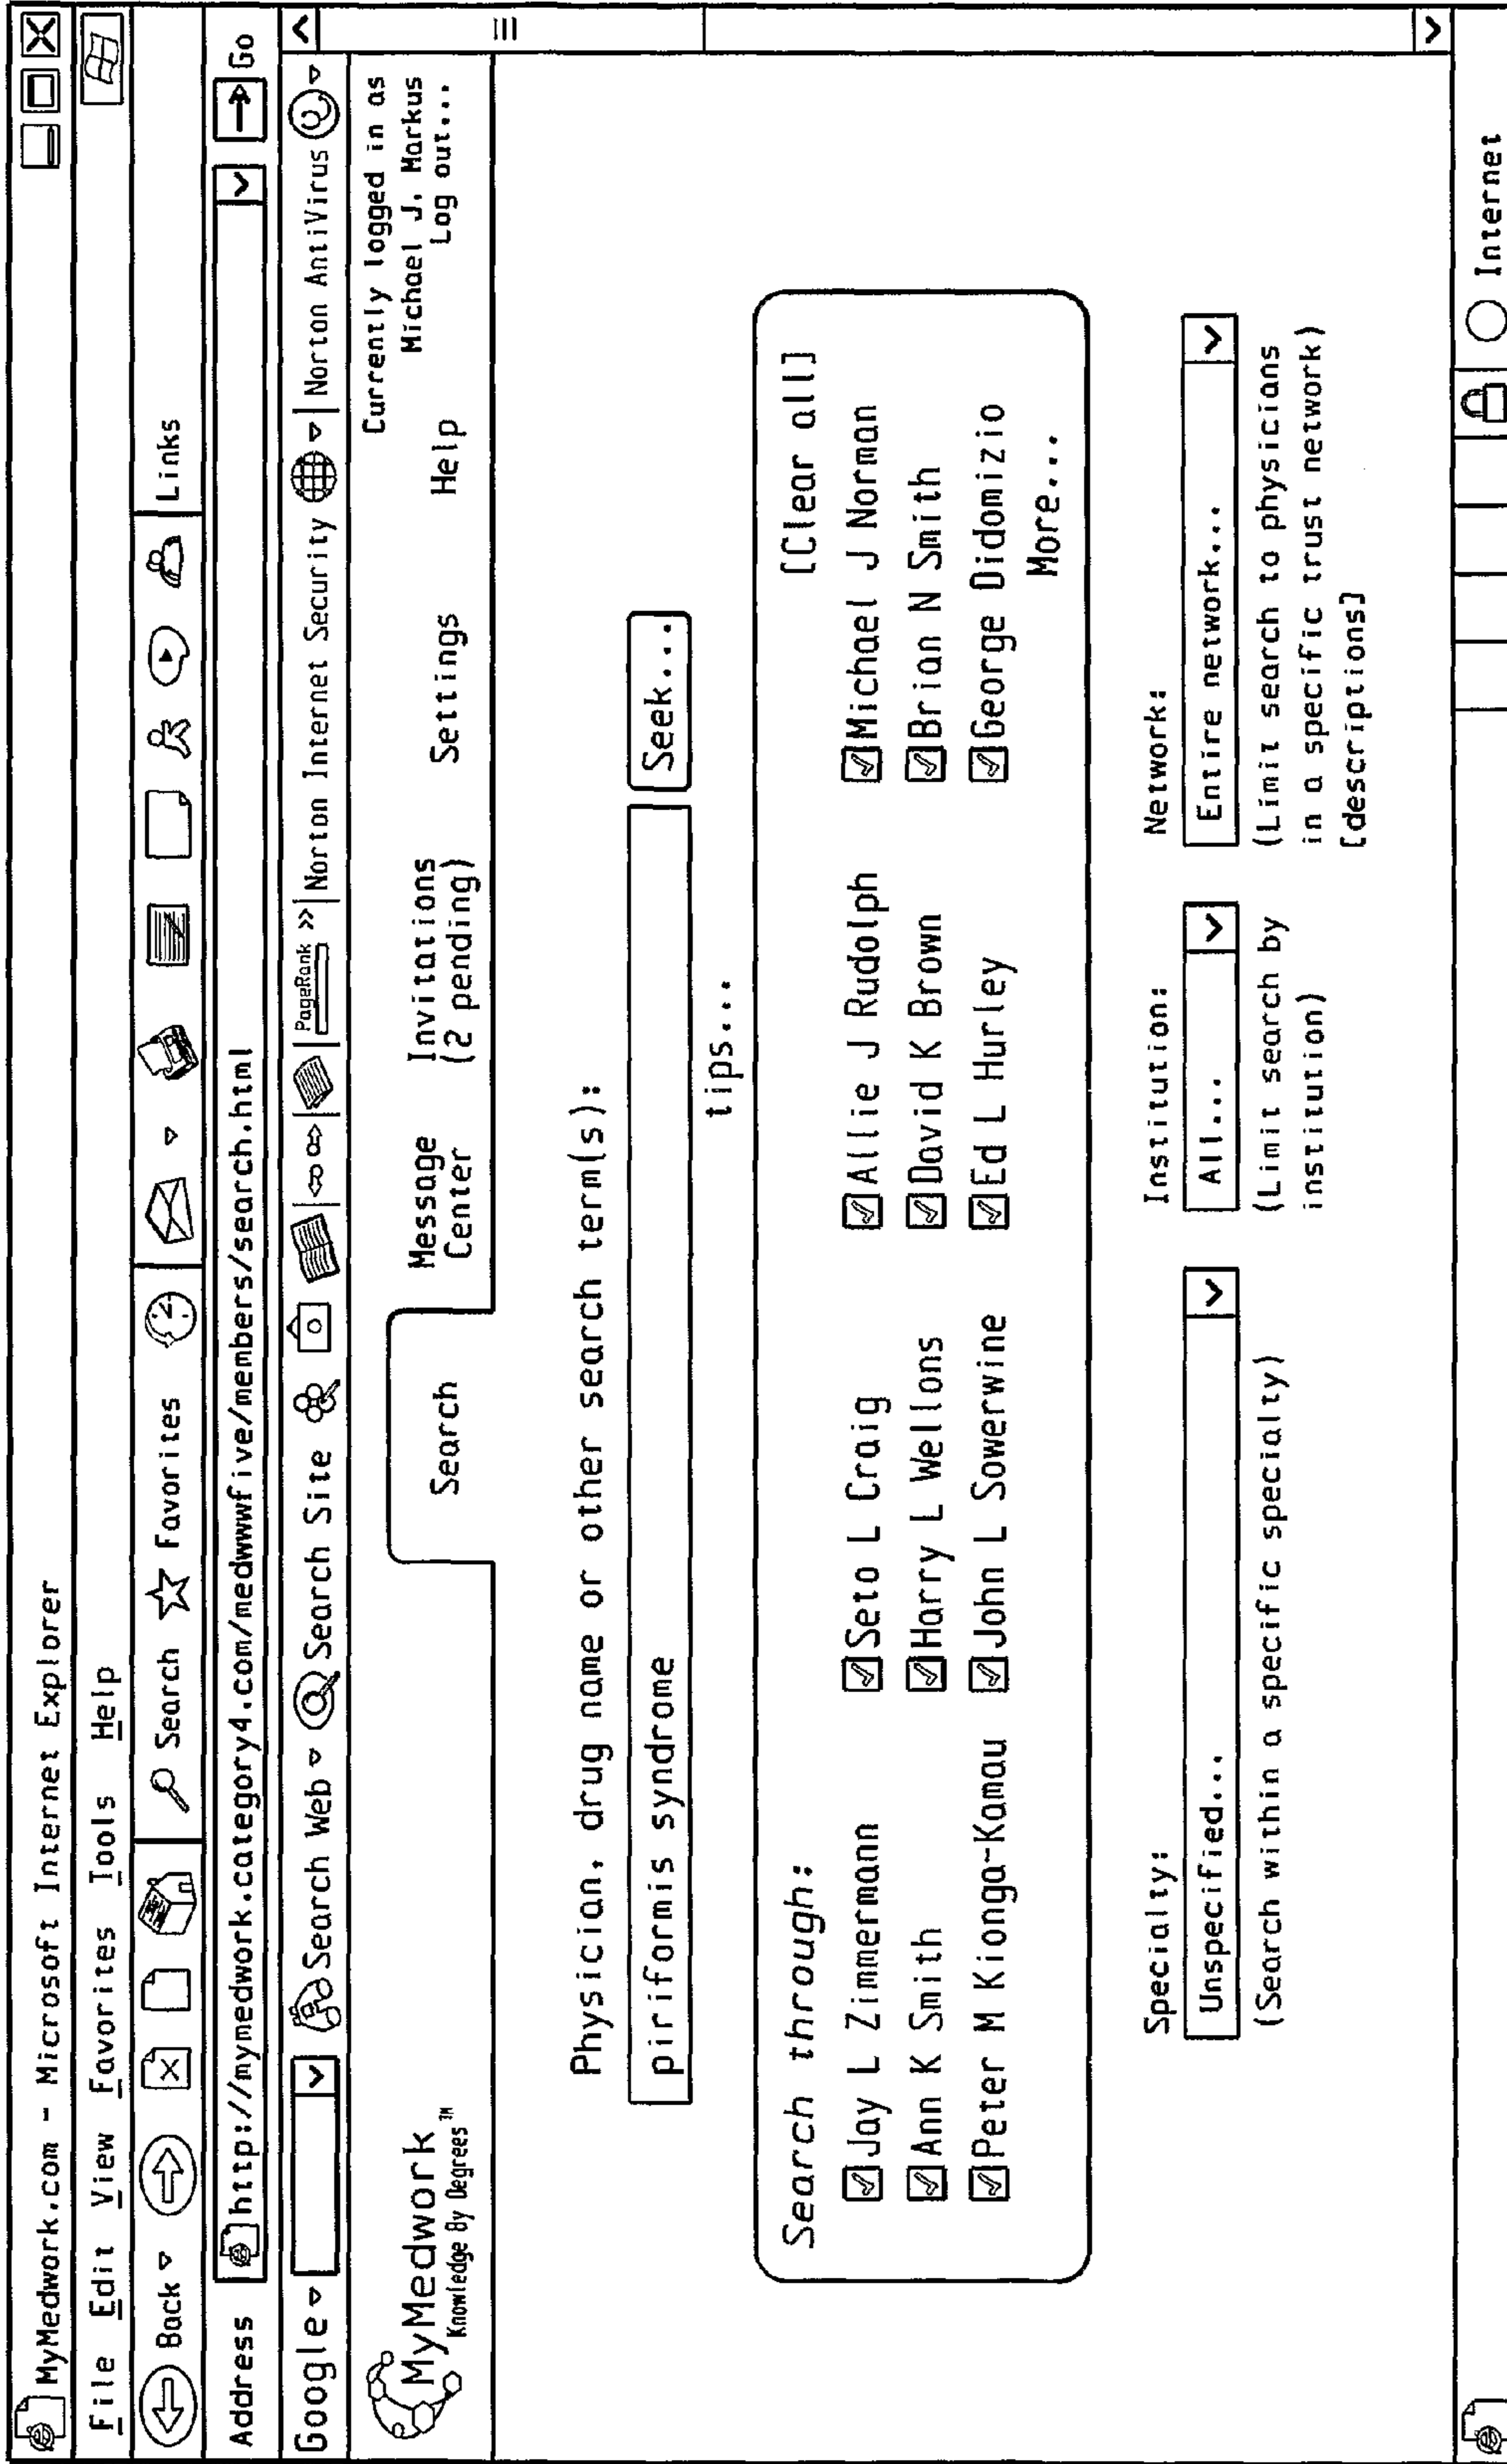 MyMedwork.com - Microsoft Internet Explorer
File Edit View Favorites Tools Help
Back Search Favorites Links
Address http://mymedwork.category4.com/medwwwfive/members/search.html Go
Google Search Web Search Site PageRank >> Norton Internet Security Norton AntiVirus
MyMedwork
Knowledge By Degrees™
Search
Message
Center
Invitations
(2 pending)
Settings
Help
Currently logged in as
Michael J. Markus
Log out...
Physician, drug name or other search term(s):
piriformis syndrome Seek...
tips...
Search through: [Clear all]
Jay L Zimmermann Seto L Craig Allie J Rudolph Michael J Norman
Ann K Smith Harry L Wellons David K Brown Brian N Smith
Peter M Kionga-Kamau John L Sowerwine Ed L Hurley George Didomizio
More...
Specialty:
Unspecified...
(Search within a specific specialty)
Institution:
All...
(Limit search by
institution)
Network:
Entire network...
(Limit search to physicians
in a specific trust network)
[descriptions]
Internet